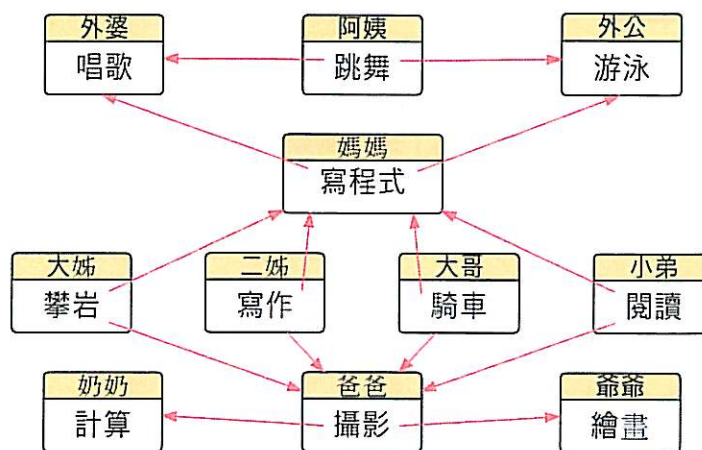 外婆
唱歌
阿姨
跳舞
外公
游泳
媽媽
寫程式
大姊
攀岩
二姊
寫作
大哥
騎車
小弟
閱讀
奶奶
計算
爸爸
攝影
爺爺
繪畫